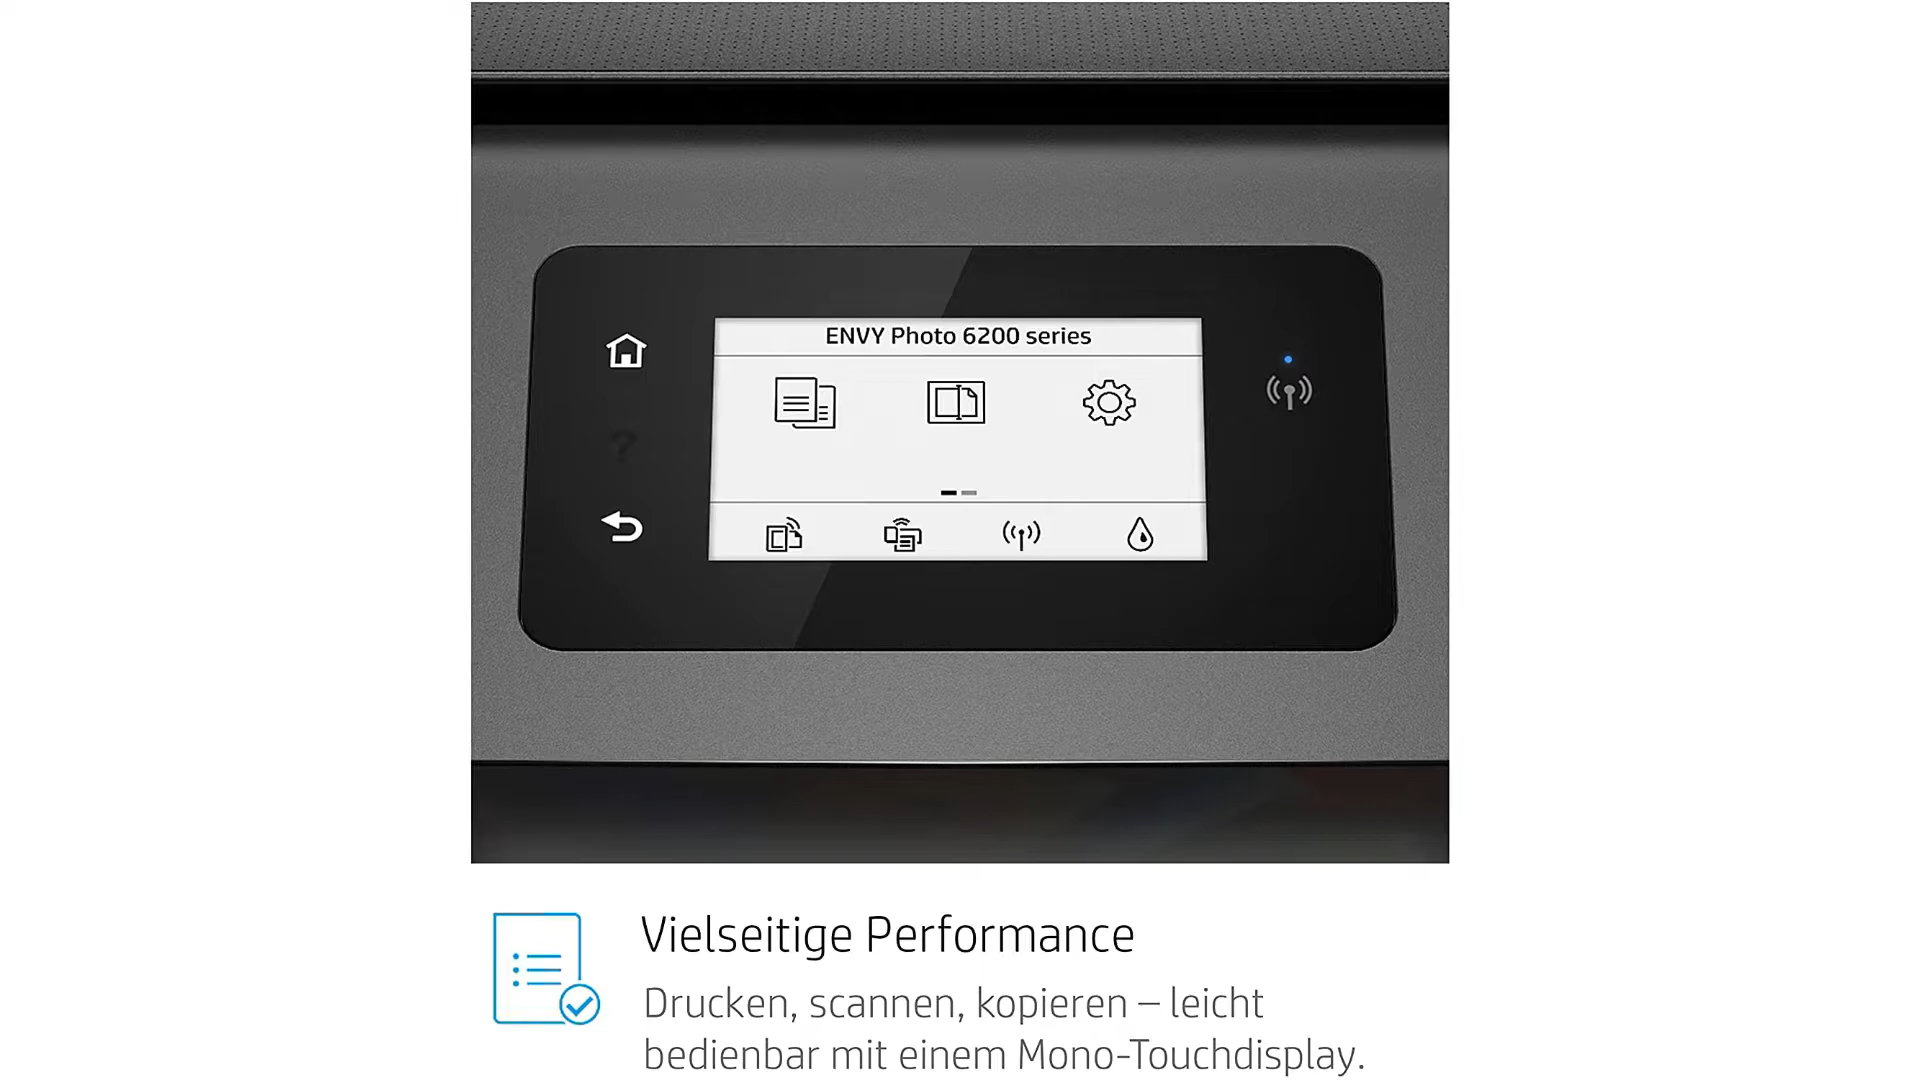 ENVY Photo 6200 series
?
Vielseitige Performance
Drucken, scannen, kopieren – leicht
bedienbar mit einem Mono-Touchdisplay.